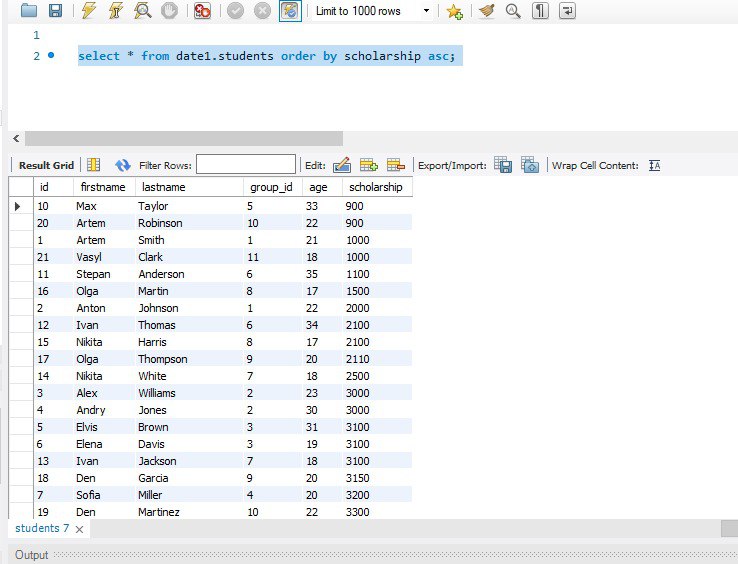 Limit to 1000 rows
1
2 select * from date1.students order by scholarship asc;
Result Grid Filter Rows: Edit: Export/Import: Wrap Cell Content:
id firstname lastname group_id age scholarship
10 Max Taylor 5 33 900
20 Artem Robinson 10 22 900
1 Artem Smith 1 21 1000
21 Vasyl Clark 11 18 1000
11 Stepan Anderson 6 35 1100
16 Olga Martin 8 17 1500
2 Anton Johnson 1 22 2000
12 Ivan Thomas 6 34 2100
15 Nikita Harris 8 17 2100
17 Olga Thompson 9 20 2110
14 Nikita White 7 18 2500
3 Alex Williams 2 23 3000
4 Andry Jones 2 30 3000
5 Elvis Brown 3 31 3100
6 Elena Davis 3 19 3100
13 Ivan Jackson 7 18 3100
18 Den Garcia 9 20 3150
7 Sofia Miller 4 20 3200
19 Den Martinez 10 22 3300
students 7
Output